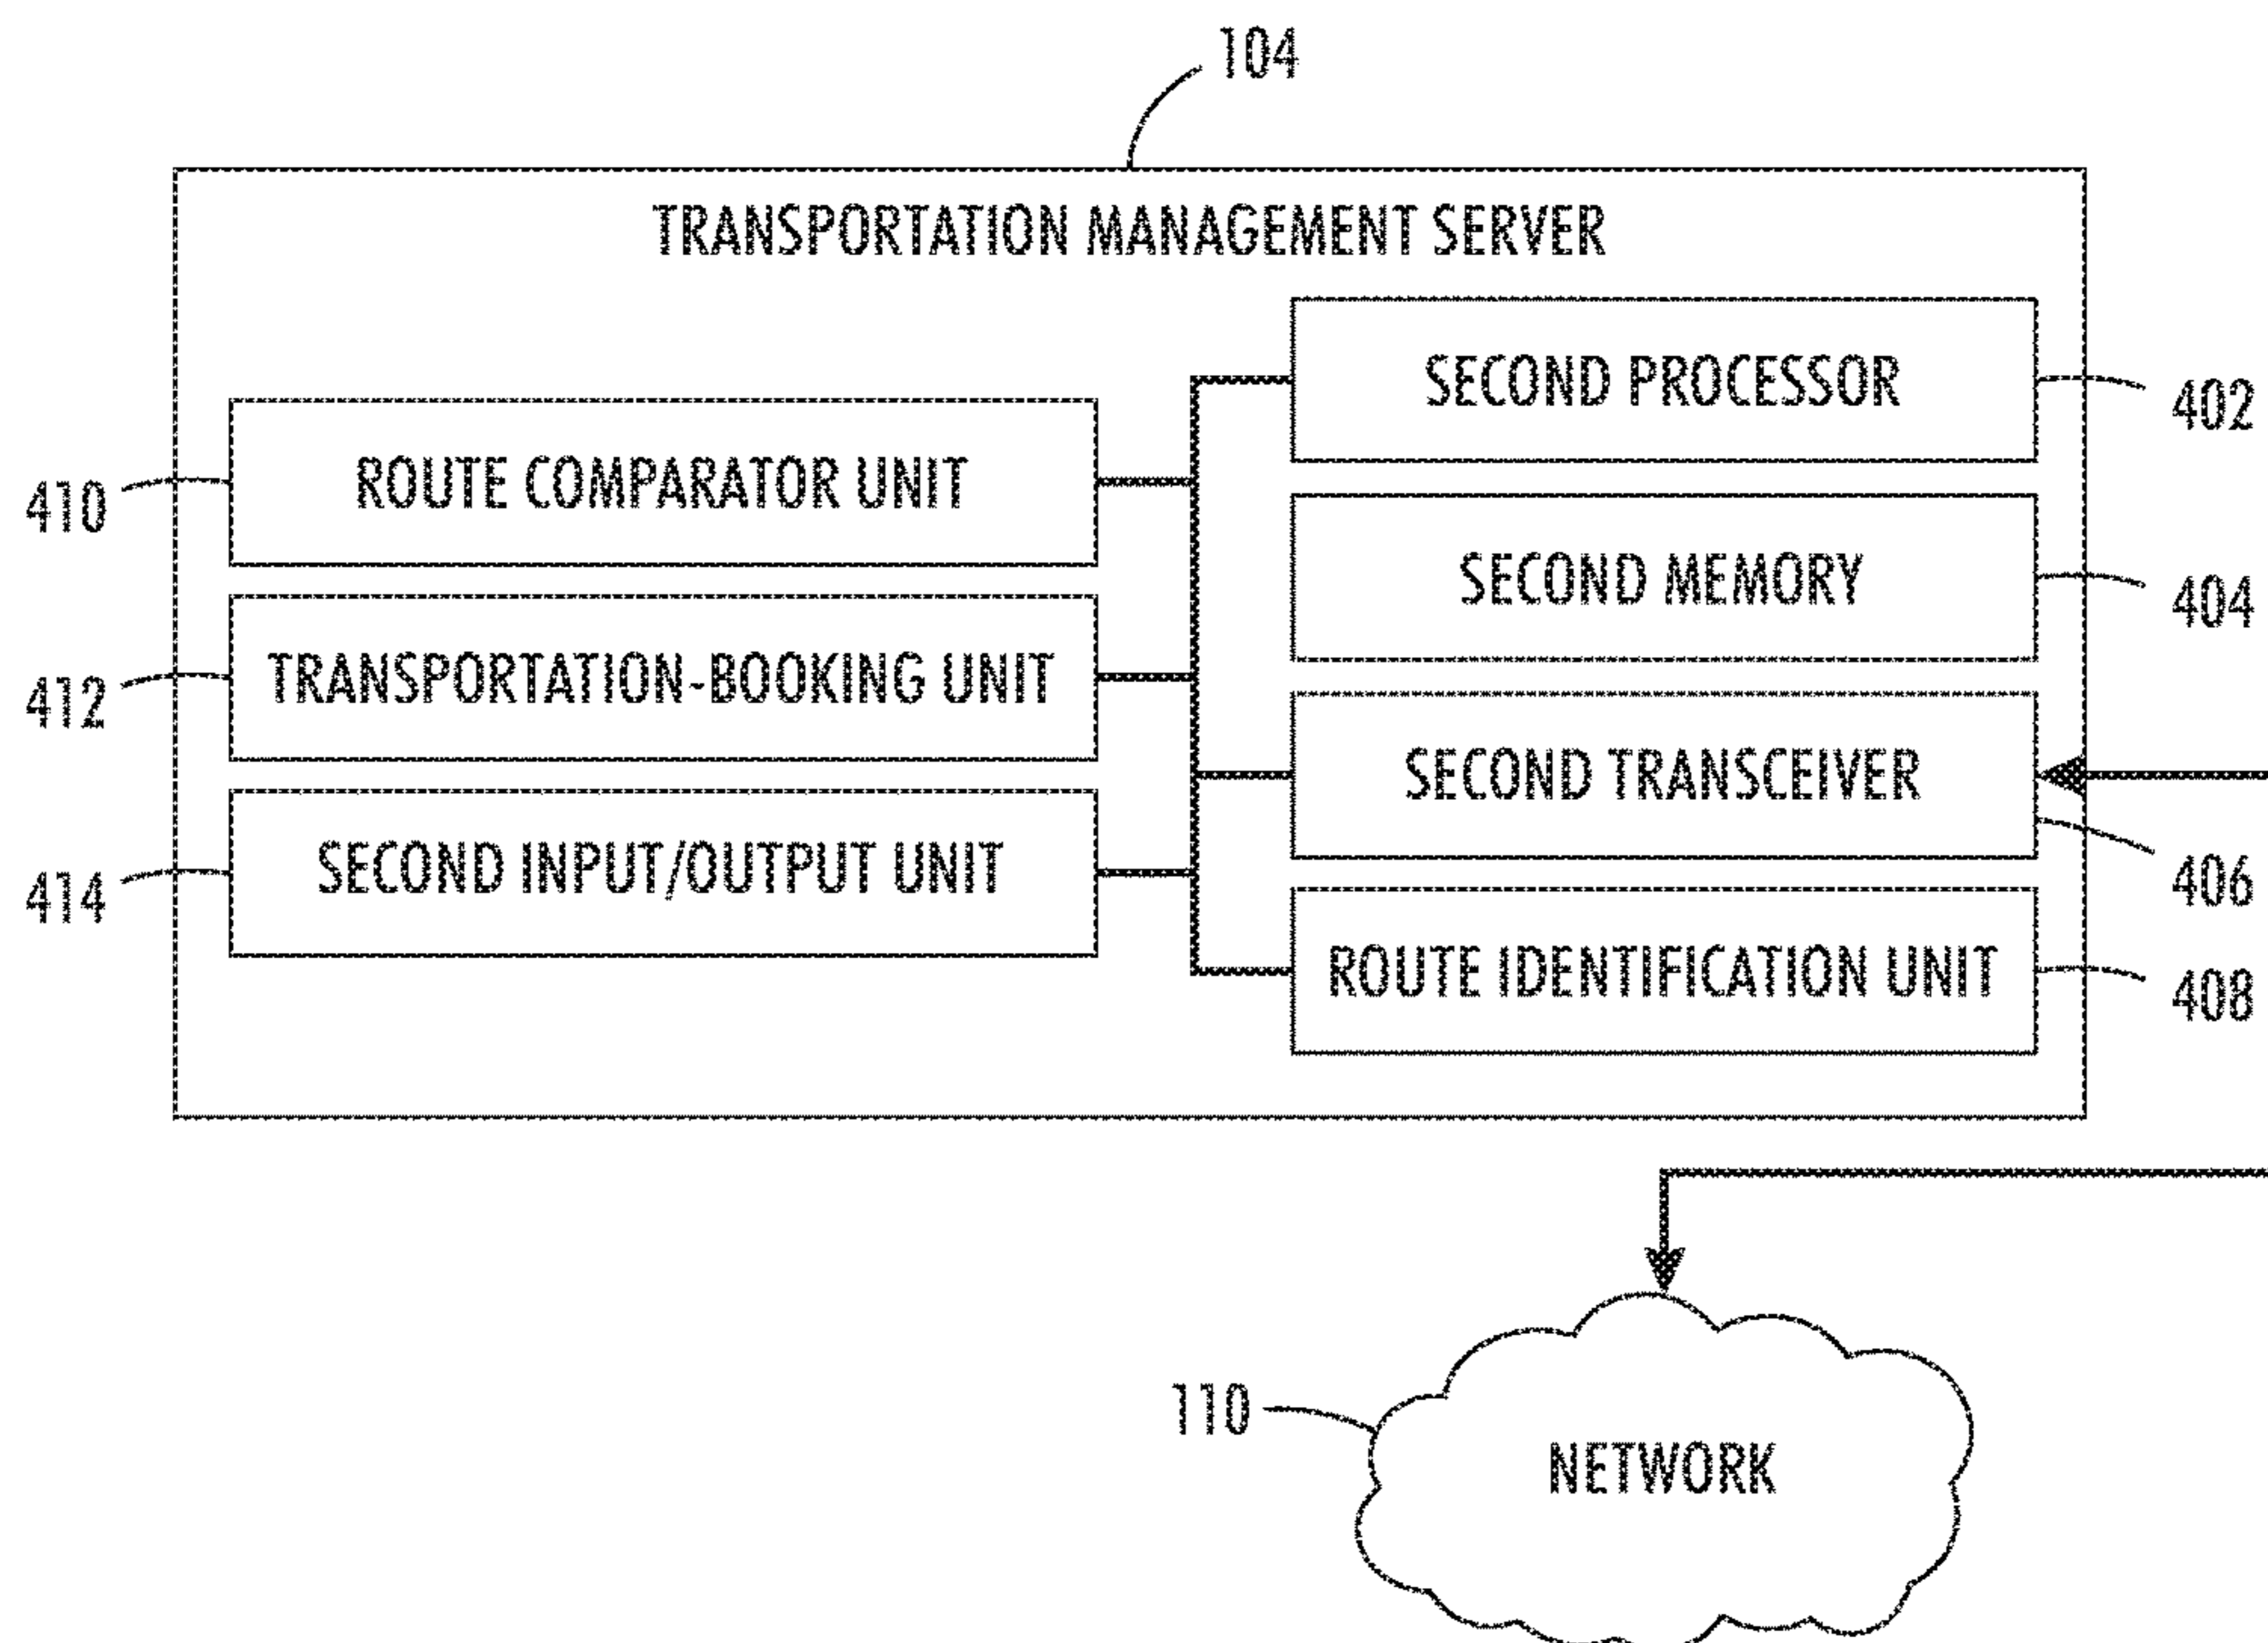 104
TRANSPORTATION MANAGEMENT SERVER
SECOND PROCESSOR
402
ROUTE COMPARATOR UNIT
410
SECOND MEMORY
404
TRANSPORTATION-BOOKING UNIT
412
SECOND TRANSCEIVER
406
SECOND INPUT/OUTPUT UNIT
414
ROUTE IDENTIFICATION UNIT
408
110
NETWORK